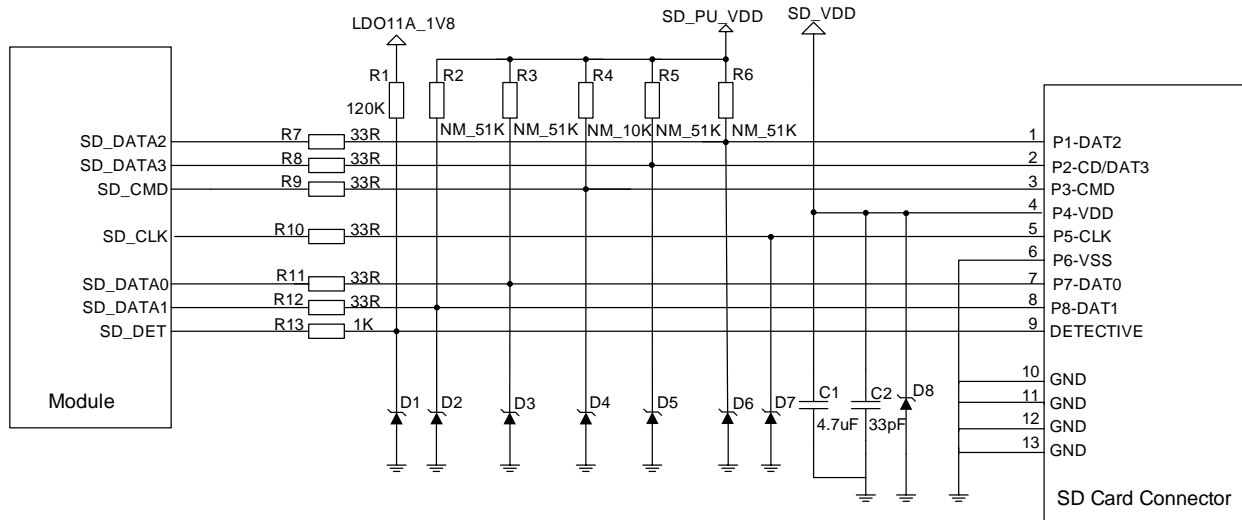 LDO11A_1V8 SD_PU_VDD SD_VDD
R1 R2 R3 R4 R5 R6
120K
NM_51K NM_51K NM_10K NM_51K NM_51K
SD_DATA2 R7 33R 1 P1-DAT2
SD_DATA3 R8 33R 2 P2-CD/DAT3
SD_CMD R9 33R 3 P3-CMD
4 P4-VDD
SD_CLK R10 33R 5 P5-CLK
6 P6-VSS
SD_DATA0 R11 33R 7 P7-DAT0
SD_DATA1 R12 33R 8 P8-DAT1
SD_DET R13 1K 9 DETECTIVE
10 GND
Module D1 D2 D3 D4 D5 D6 D7 C1 C2 D8 11 GND
4.7uF 33pF 12 GND
13 GND
SD Card Connector